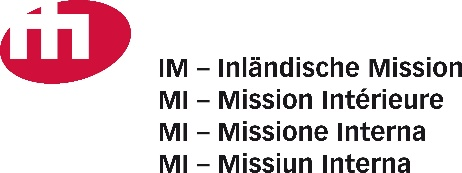 IM – Inländische Mission
MI – Mission Intérieure
MI – Missione Interna
MI – Missiun Interna